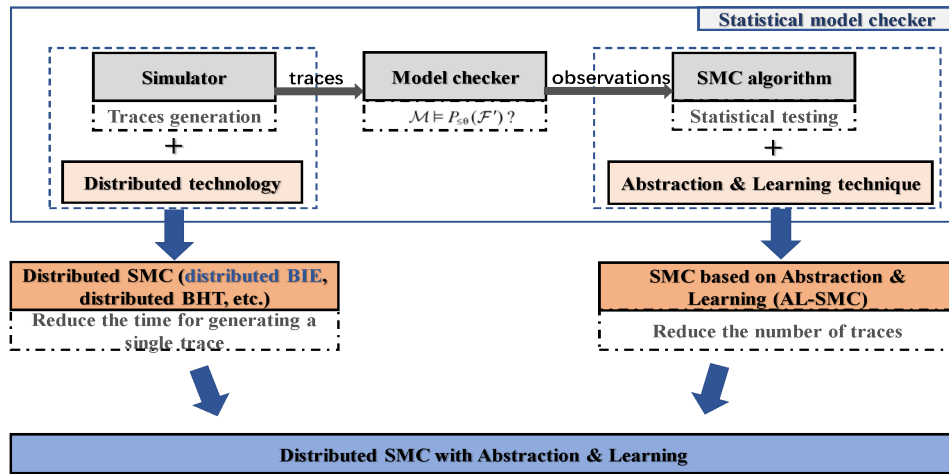 Statistical model checker
Simulator
traces
Model checker
observations
SMC algorithm
Traces generation
ℳ ⊨ P≤θ(ℱ′) ?
Statistical testing
+
+
Distributed technology
Abstraction & Learning technique
Distributed SMC (distributed BIE,
distributed BHT, etc.)
SMC based on Abstraction &
Learning (AL-SMC)
Reduce the time for generating a
single trace
Reduce the number of traces
Distributed SMC with Abstraction & Learning